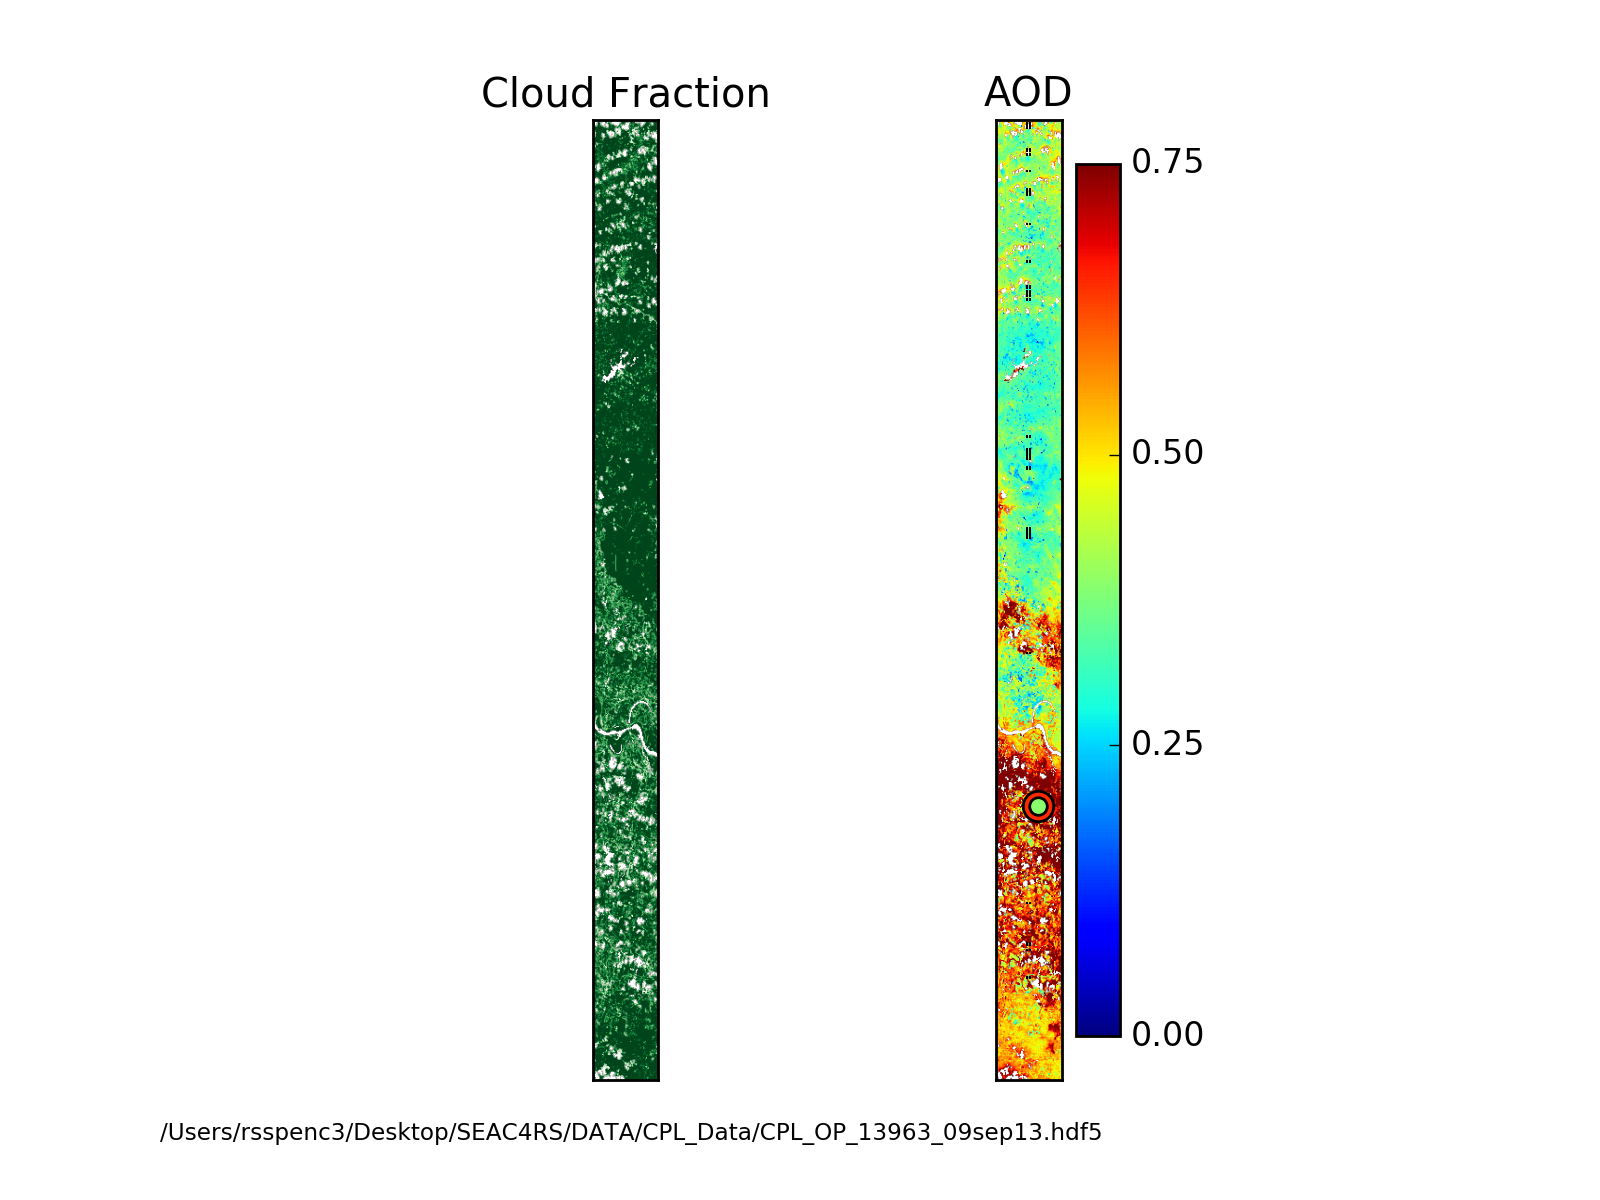 Cloud Fraction
AOD
0.75
0.50
0.25
0.00
/Users/rsspenc3/Desktop/SEAC4RS/DATA/CPL_Data/CPL_OP_13963_09sep13.hdf5